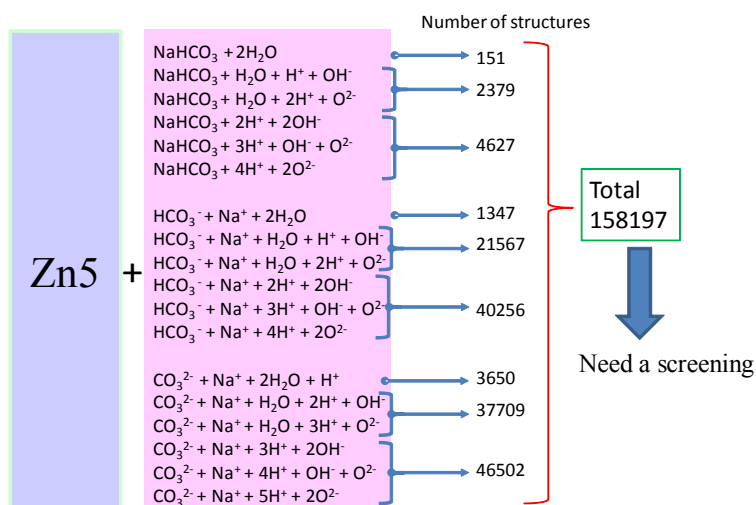 Number of structures
NaHCO₃ + 2H₂O
151
NaHCO₃ + H₂O + H⁺ + OH⁻
NaHCO₃ + H₂O + 2H⁺ + O²⁻
2379
NaHCO₃ + 2H⁺ + 2OH⁻
NaHCO₃ + 3H⁺ + OH⁻ + O²⁻
NaHCO₃ + 4H⁺ + 2O²⁻
4627
HCO₃⁻ + Na⁺ + 2H₂O
1347
HCO₃⁻ + Na⁺ + H₂O + H⁺ + OH⁻
HCO₃⁻ + Na⁺ + H₂O + 2H⁺ + O²⁻
21567
HCO₃⁻ + Na⁺ + 2H⁺ + 2OH⁻
HCO₃⁻ + Na⁺ + 3H⁺ + OH⁻ + O²⁻
HCO₃⁻ + Na⁺ + 4H⁺ + 2O²⁻
40256
CO₃²⁻ + Na⁺ + 2H₂O + H⁺
3650
CO₃²⁻ + Na⁺ + H₂O + 2H⁺ + OH⁻
CO₃²⁻ + Na⁺ + H₂O + 3H⁺ + O²⁻
37709
CO₃²⁻ + Na⁺ + 3H⁺ + 2OH⁻
CO₃²⁻ + Na⁺ + 4H⁺ + OH⁻ + O²⁻
CO₃²⁻ + Na⁺ + 5H⁺ + 2O²⁻
46502
Zn5
+
Total
158197
Need a screening